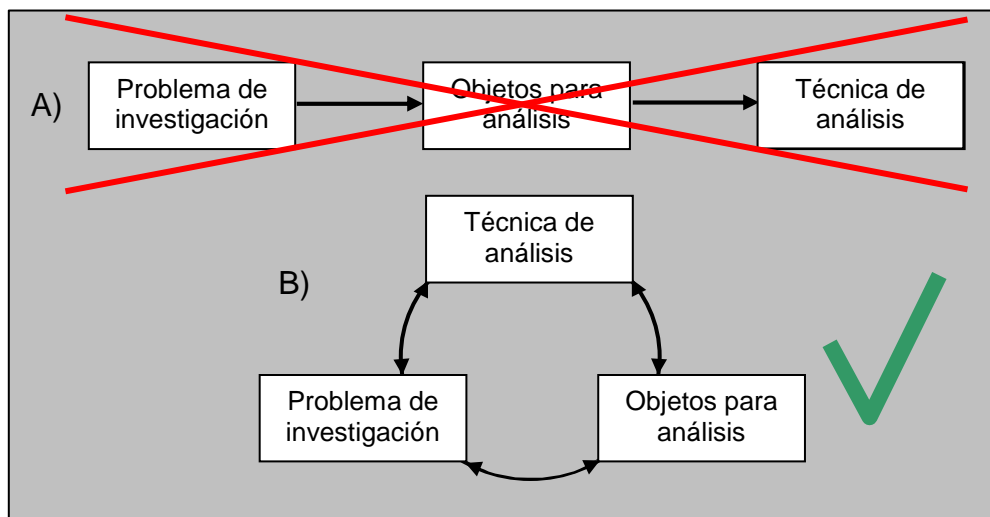 A)
Problema de
investigación
Objetos para
análisis
Técnica de
análisis
B)
Técnica de
análisis
Problema de
investigación
Objetos para
análisis